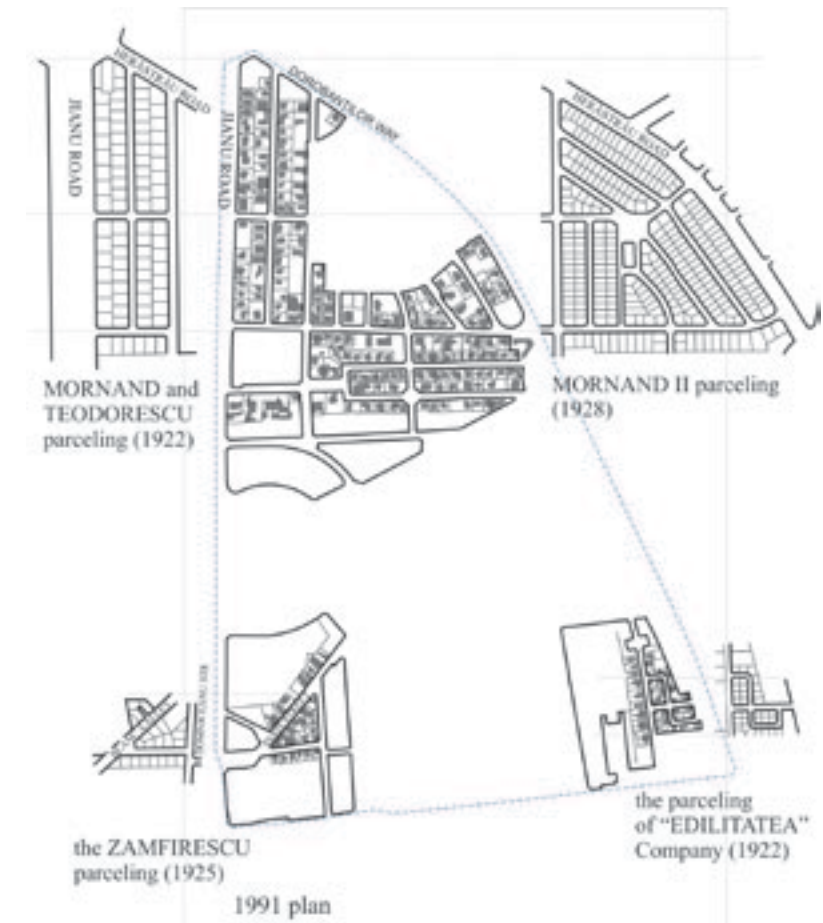 HERASTRAU ROAD
JIANU ROAD
DOROBANTILOR WAY
JIANU ROAD
HERASTRAU ROAD
MORNAND and
TEODORESCU
parceling (1922)
MORNAND II parceling
(1928)
the ZAMFIRESCU
parceling (1925)
the parceling
of “EDILITATEA”
Company (1922)
1991 plan